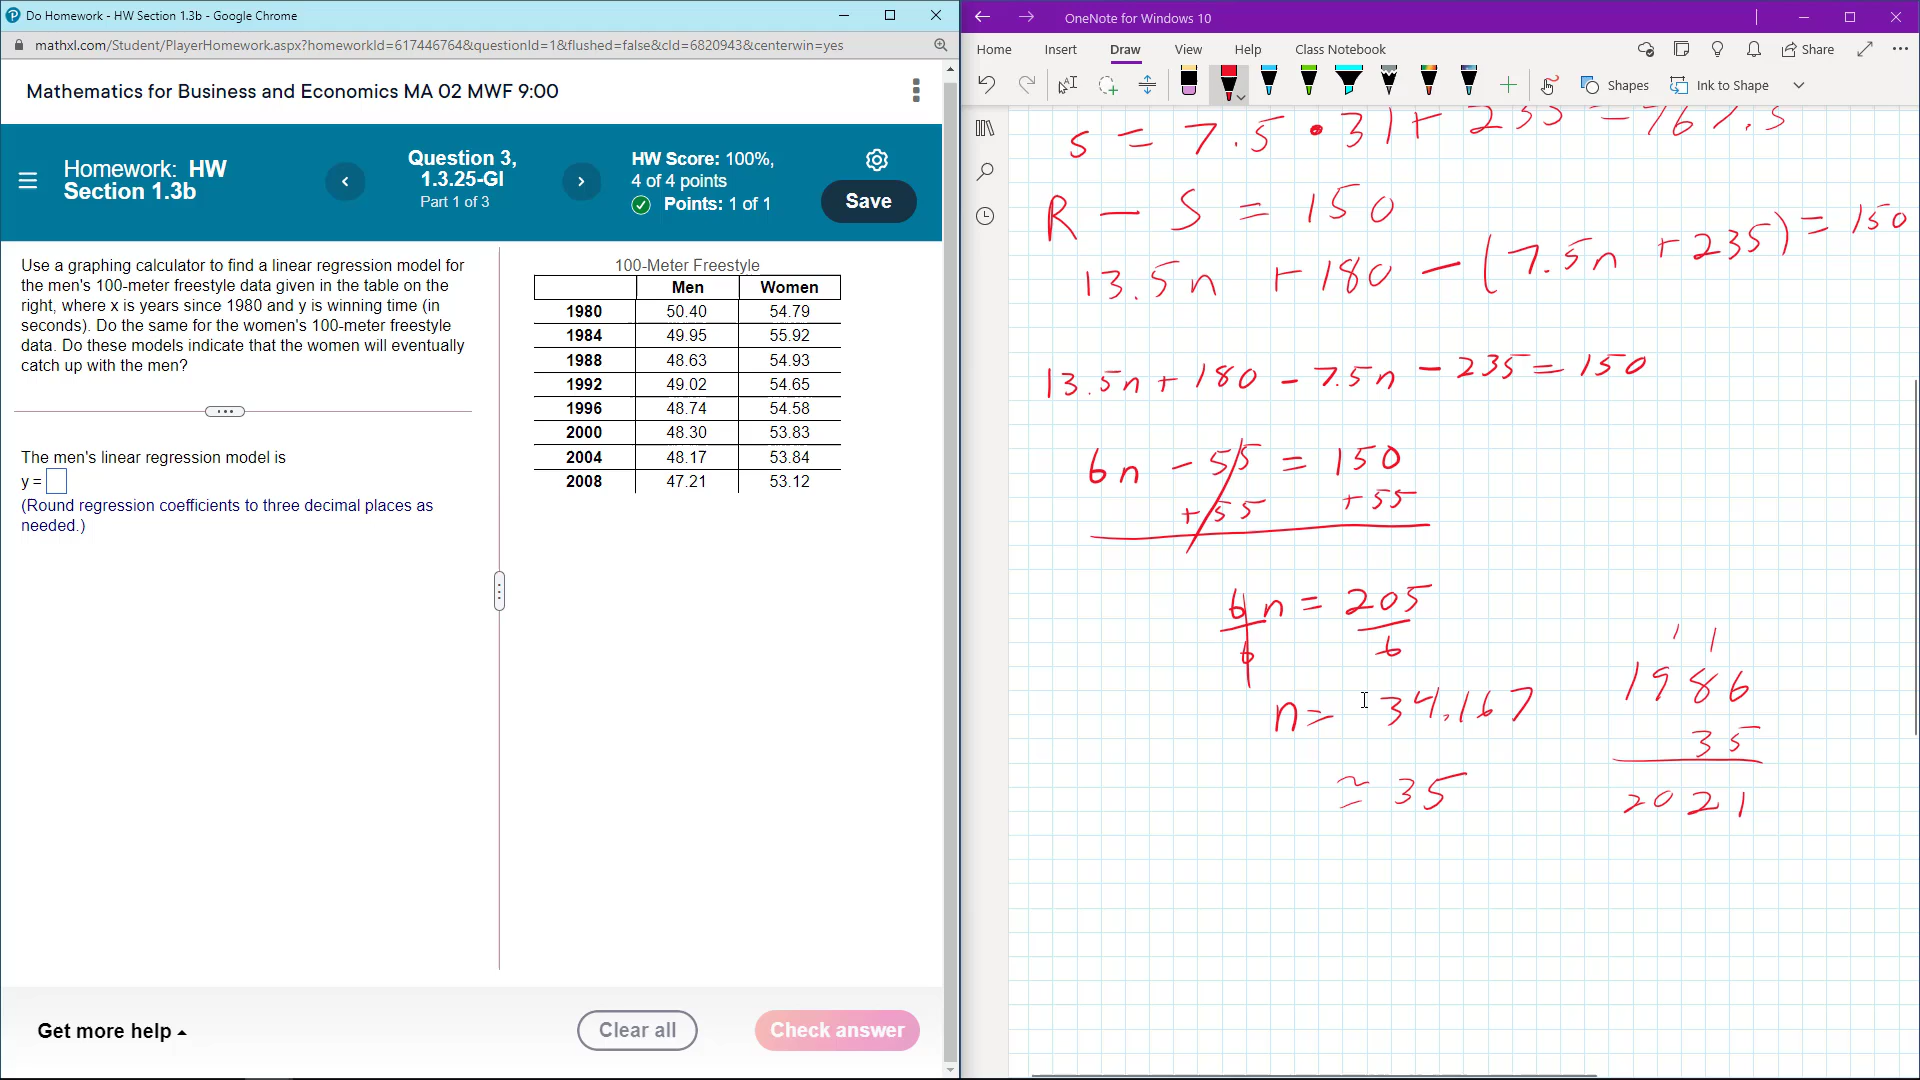 Do Homework - HW Section 1.3b - Google Chrome
mathxl.com/Student/PlayerHomework.aspx?homeworkId=617446764&questionId=1&flushed=false&cId=6820943&centerwin=yes
Mathematics for Business and Economics MA 02 MWF 9:00
Homework: HW Section 1.3b
Question 3, 1.3.25-GI
Part 1 of 3
HW Score: 100%, 4 of 4 points
Points: 1 of 1
Save
Use a graphing calculator to find a linear regression model for
the men's 100-meter freestyle data given in the table on the
right, where x is years since 1980 and y is winning time (in
seconds). Do the same for the women's 100-meter freestyle
data. Do these models indicate that the women will eventually
catch up with the men?
The men's linear regression model is
y =
(Round regression coefficients to three decimal places as
needed.)
100-Meter Freestyle
Men Women
1980 50.40 54.79
1984 49.95 55.92
1988 48.63 54.93
1992 49.02 54.65
1996 48.74 54.58
2000 48.30 53.83
2004 48.17 53.84
2008 47.21 53.12
Get more help
Clear all
Check answer
OneNote for Windows 10
Home Insert Draw View Help Class Notebook Share
Shapes Ink to Shape
s = 7.5 • 31 + 235 = 467.5
R - S = 150
13.5n + 180 - (7.5n + 235) = 150
13.5n + 180 - 7.5n - 235 = 150
6n - 55 = 150
+55 +55
6n = 205
6 6
n = 34.167
≃ 35
1 1
1986
35
2021